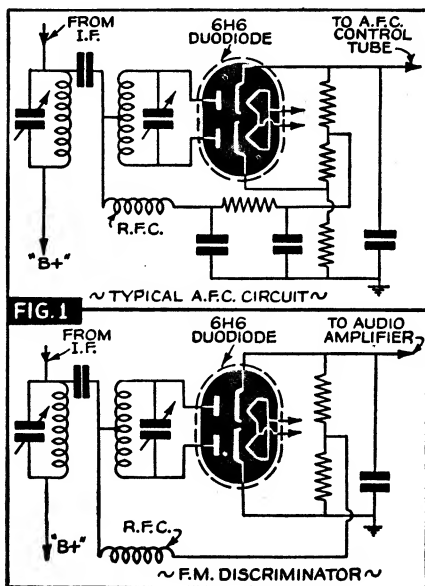 FROM
I.F.
6H6
DUODIODE
TO A.F.C.
CONTROL
TUBE
R.F.C.
"B+"
~TYPICAL A.F.C. CIRCUIT~
FIG. 1
FROM
I.F.
6H6
DUODIODE
TO AUDIO
AMPLIFIER
"B+"
R.F.C.
~F.M. DISCRIMINATOR~